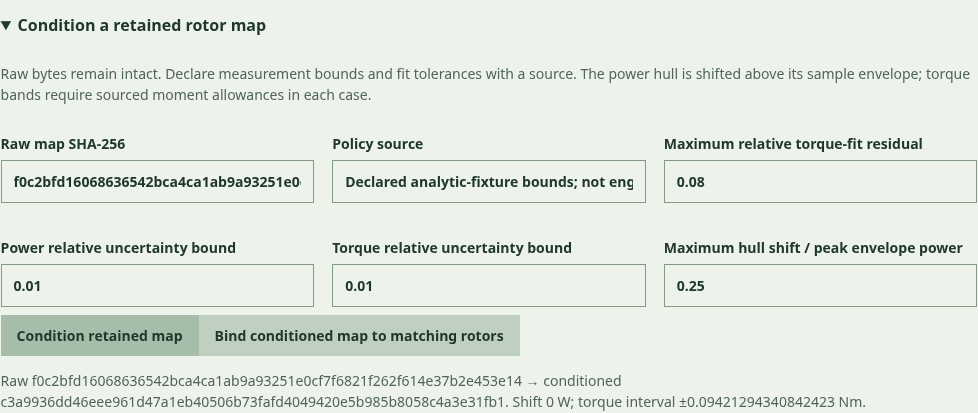 ▼ Condition a retained rotor map
Raw bytes remain intact. Declare measurement bounds and fit tolerances with a source. The power hull is shifted above its sample envelope; torque
bands require sourced moment allowances in each case.
Raw map SHA-256
Policy source
Maximum relative torque-fit residual
f0c2bfd16068636542bca4ca1ab9a93251e0
Declared analytic-fixture bounds; not eng
0.08
Power relative uncertainty bound
Torque relative uncertainty bound
Maximum hull shift / peak envelope power
0.01
0.01
0.25
Condition retained map
Bind conditioned map to matching rotors
Raw f0c2bfd16068636542bca4ca1ab9a93251e0cf7f6821f262f614e37b2e453e14 → conditioned
c3a9936dd46eee961d47a1eb40506b73fafd4049420e5b985b8058c4a3e31fb1. Shift 0 W; torque interval ±0.09421294340842423 Nm.